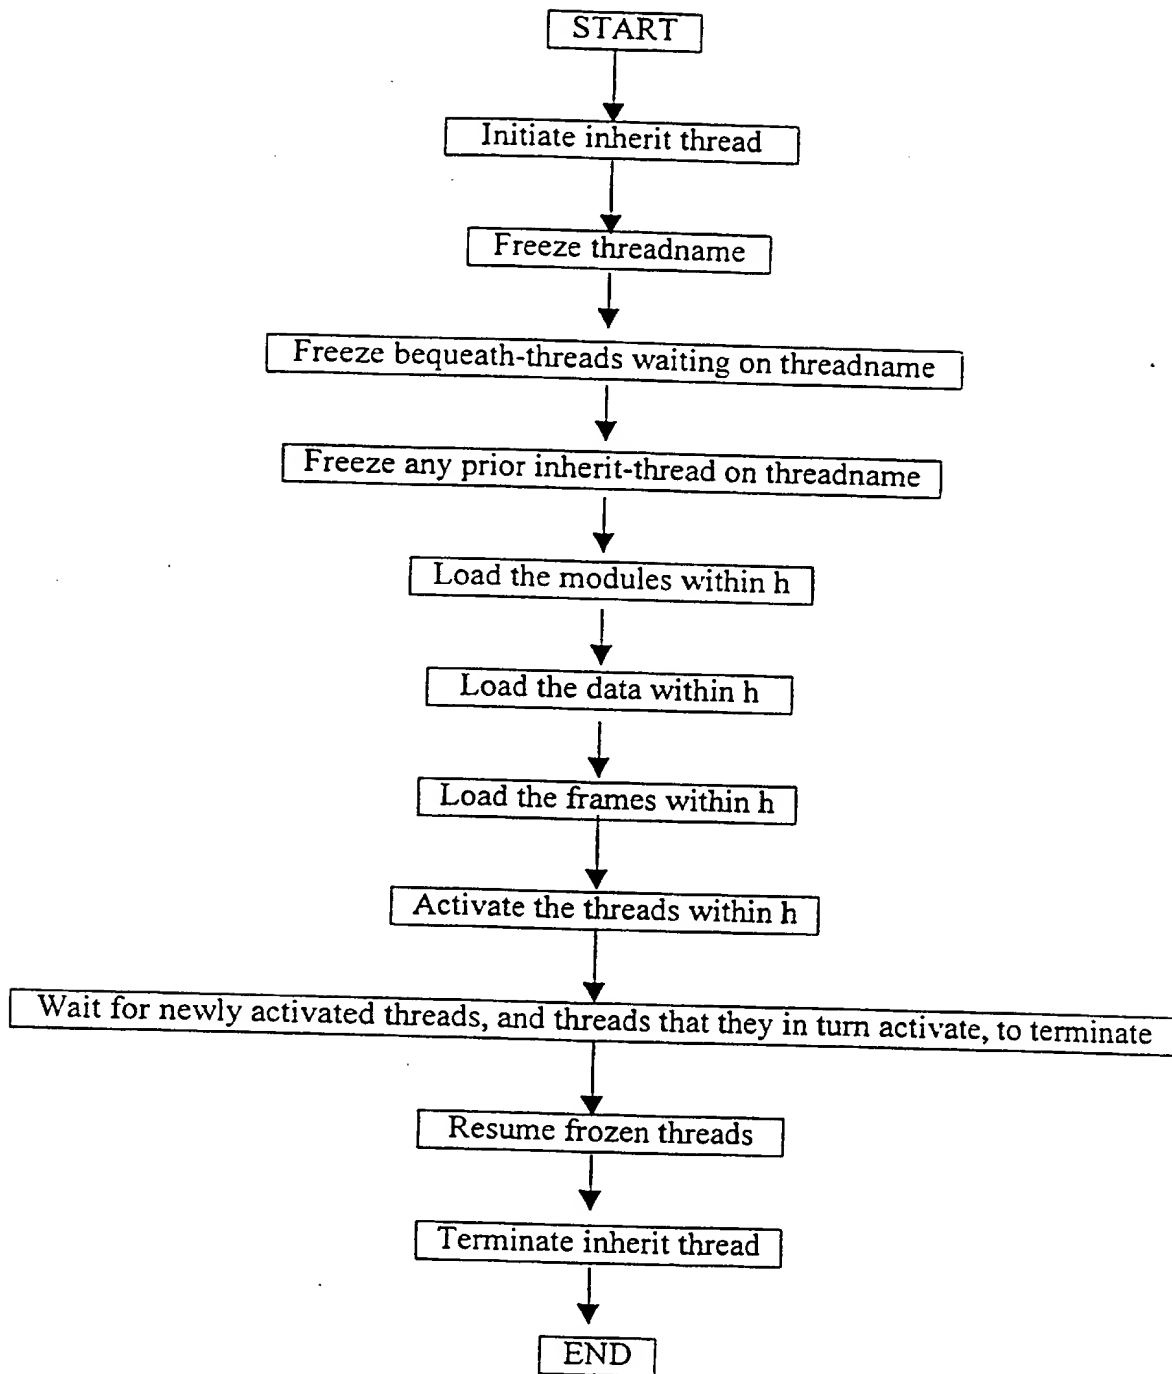 START
Initiate inherit thread
Freeze threadname
Freeze bequeath-threads waiting on threadname
Freeze any prior inherit-thread on threadname
Load the modules within h
Load the data within h
Load the frames within h
Activate the threads within h
Wait for newly activated threads, and threads that they in turn activate, to terminate
Resume frozen threads
Terminate inherit thread
END